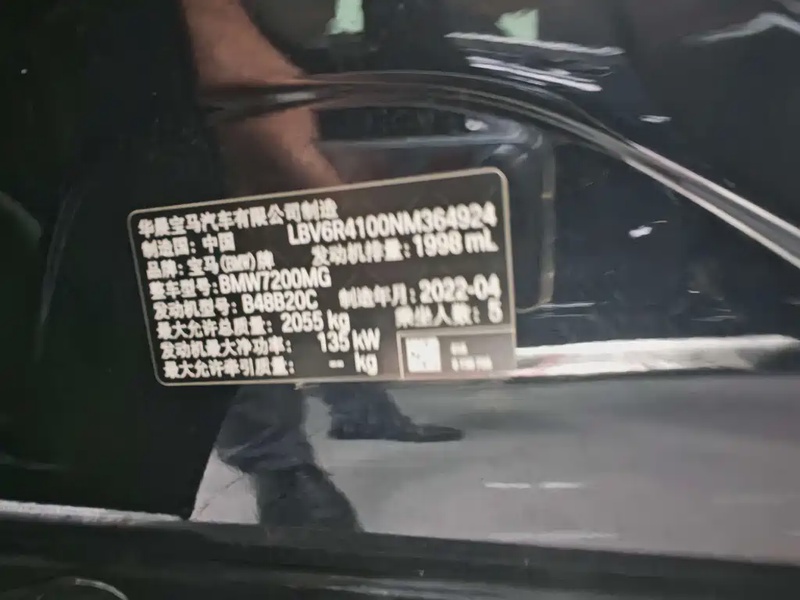 华晨宝马汽车有限公司制造
制造国：中国 LBV6R4100NM364924
品牌：宝马(BMW)牌 发动机排量：1998 mL
整车型号：BMW7200MG
发动机型号：B48B20C 制造年月：2022-04
最大允许总质量： 2055 kg 乘坐人数：5
发动机最大净功率： 135 kW
最大允许牵引质量： -- kg